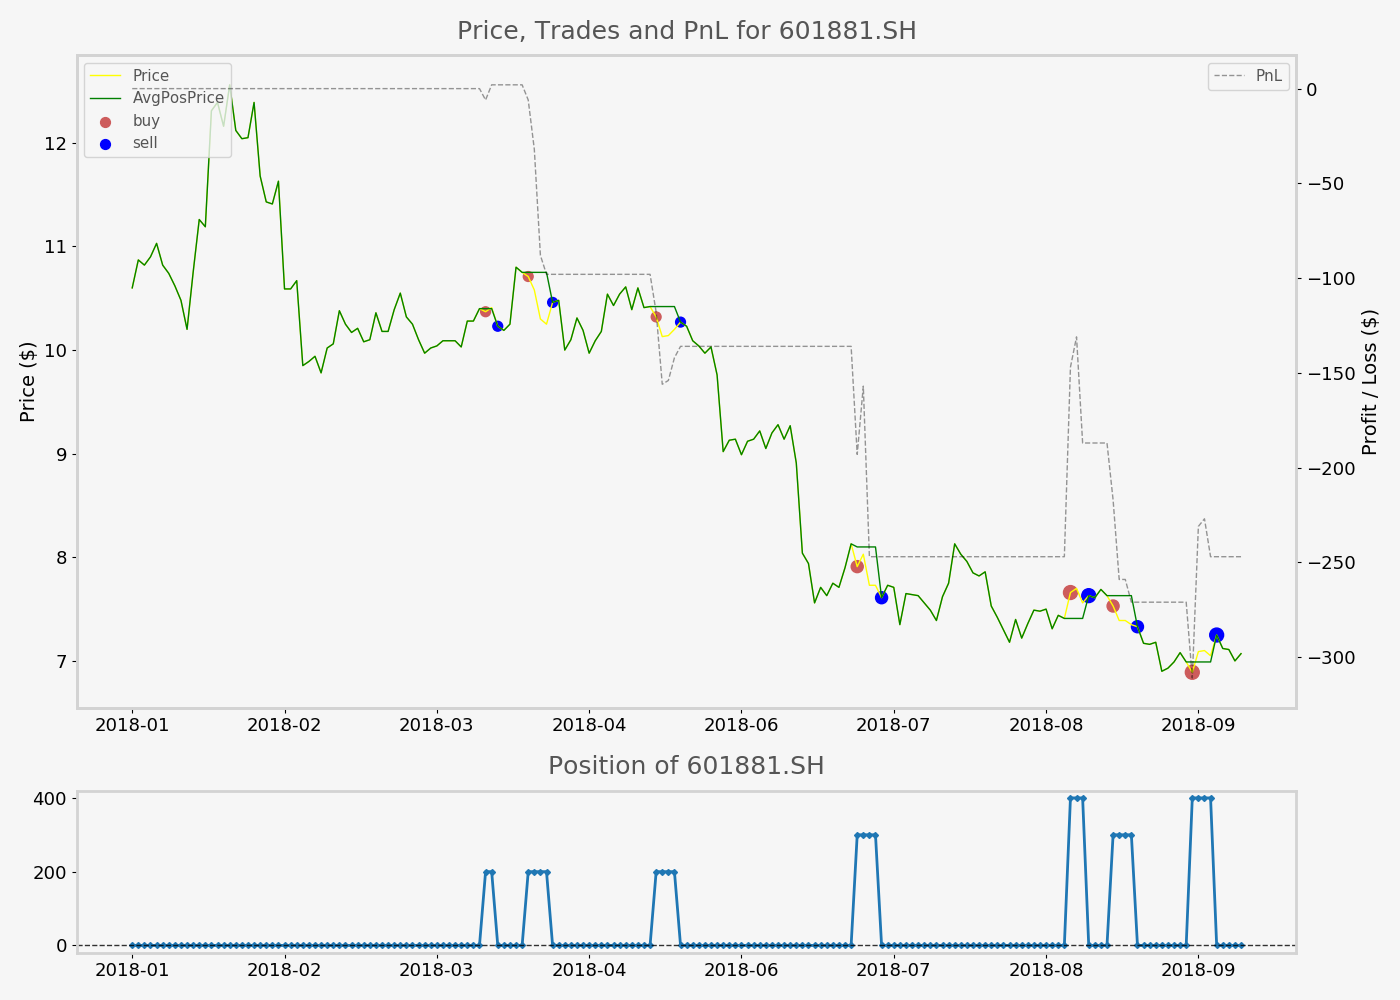 Price, Trades and PnL for 601881.SH
Price
AvgPosPrice
buy
sell
PnL
Price ($)
12
11
10
9
8
7
Profit / Loss ($)
0
−50
−100
−150
−200
−250
−300
2018-01 2018-02 2018-03 2018-04 2018-06 2018-07 2018-08 2018-09
Position of 601881.SH
400
200
0
2018-01 2018-02 2018-03 2018-04 2018-06 2018-07 2018-08 2018-09